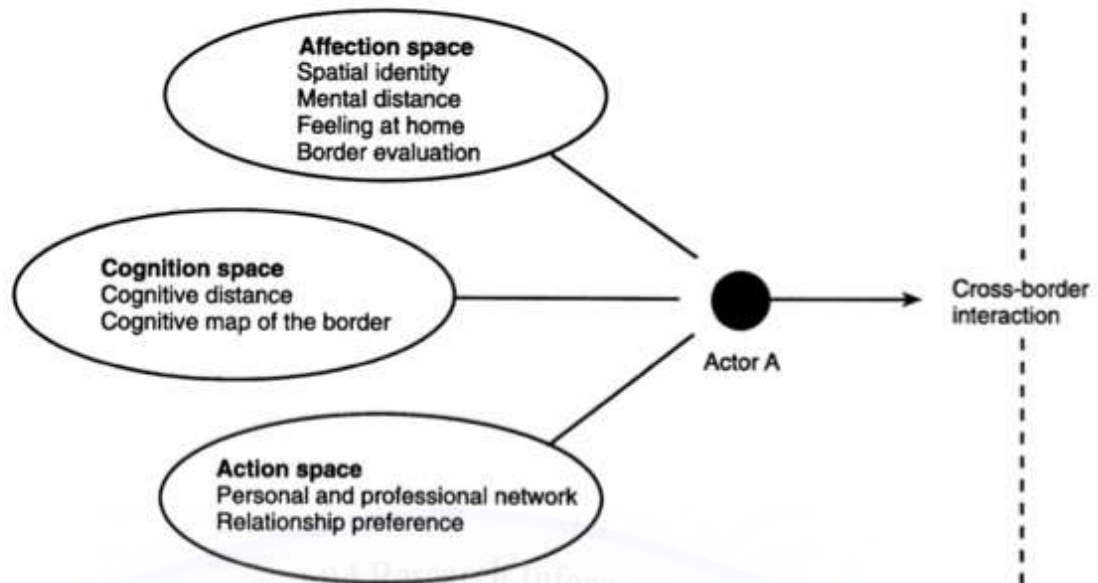 Affection space
Spatial identity
Mental distance
Feeling at home
Border evaluation
Cognition space
Cognitive distance
Cognitive map of the border
Actor A
Cross-border
interaction
Action space
Personal and professional network
Relationship preference